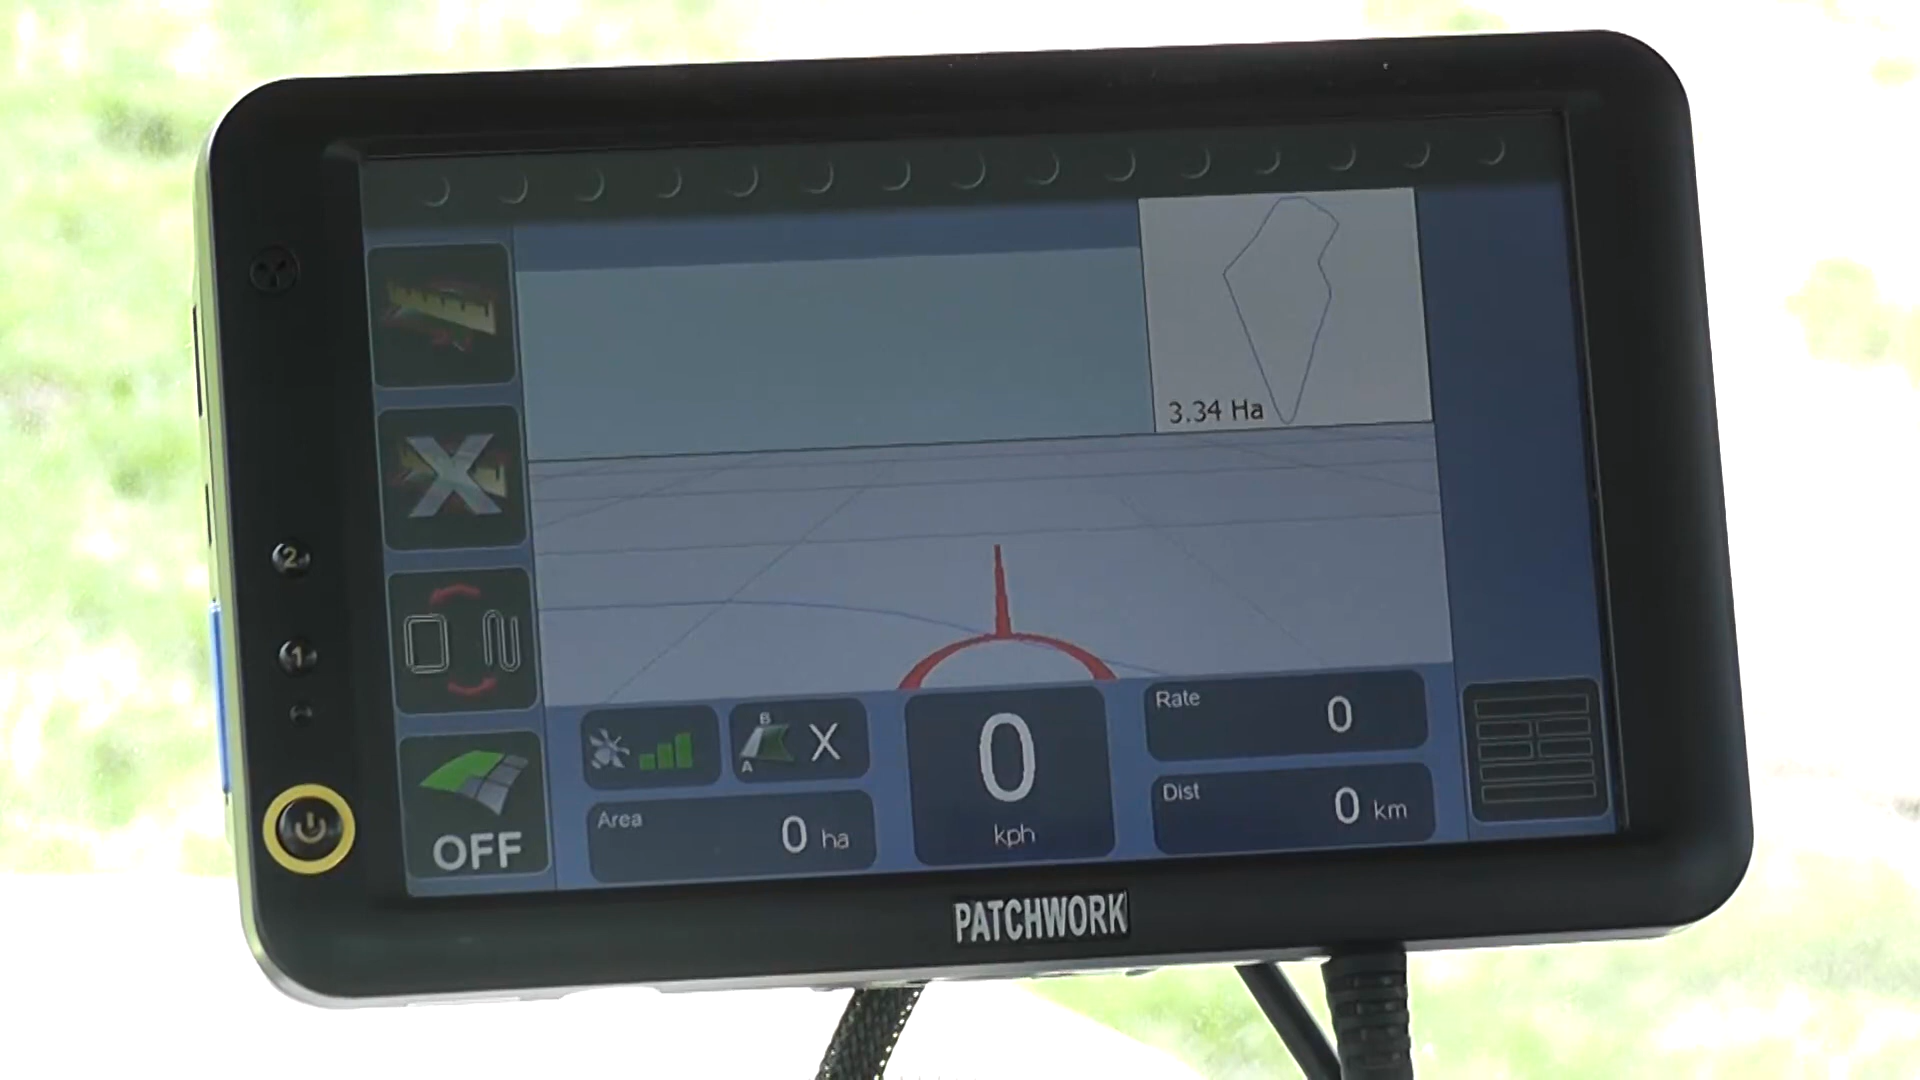 3.34 Ha
2
1
OFF
B
A
X
Area
0 ha
0
kph
Rate
0
Dist
0 km
PATCHWORK